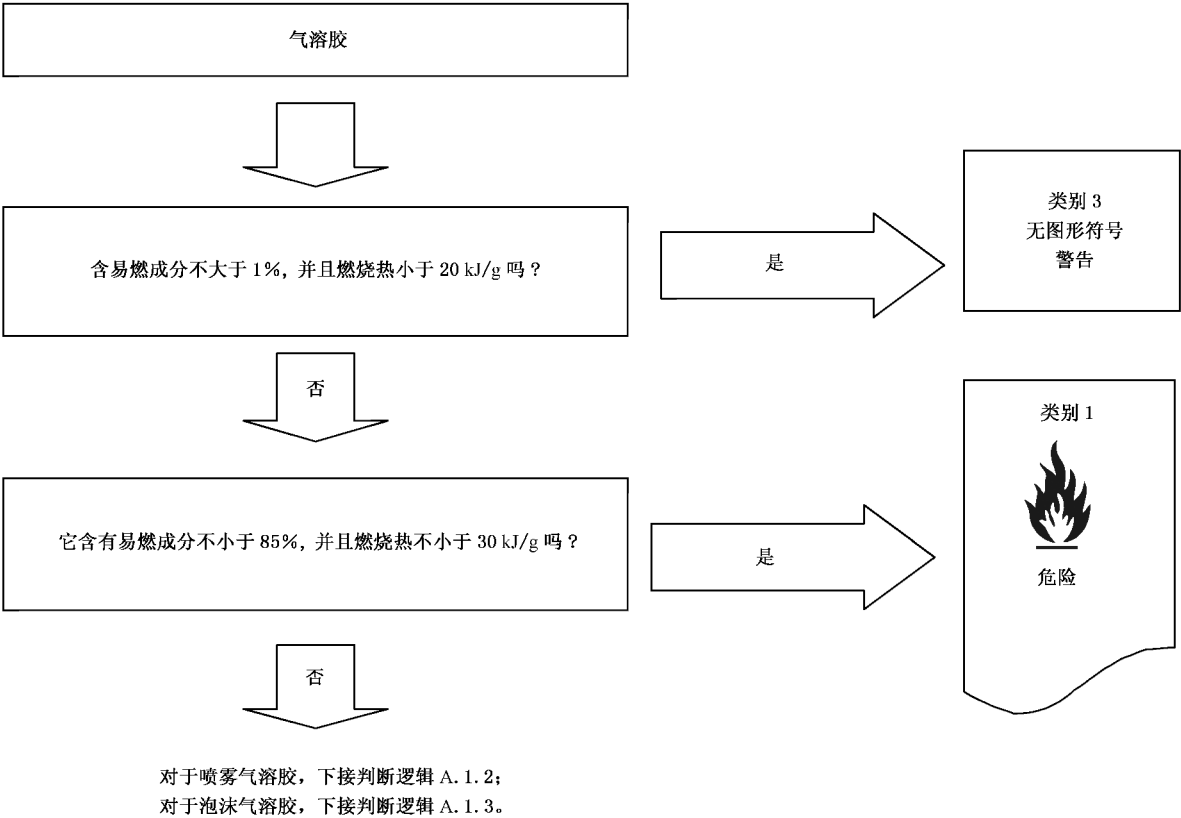 气溶胶
含易燃成分不大于1%,并且燃烧热小于20 kJ/g吗?
是
类别3
无图形符号
警告
否
它含有易燃成分不小于85%,并且燃烧热不小于30 kJ/g吗?
是
类别1
危险
否
对于喷雾气溶胶,下接判断逻辑A.1.2;
对于泡沫气溶胶,下接判断逻辑A.1.3。